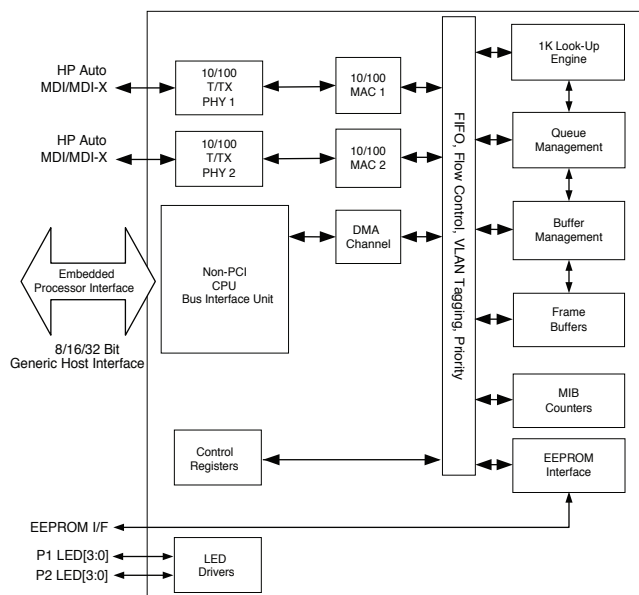 HP Auto
MDI/MDI-X
10/100
T/TX
PHY 1
10/100
MAC 1
1K Look-Up
Engine
HP Auto
MDI/MDI-X
10/100
T/TX
PHY 2
10/100
MAC 2
FIFO, Flow Control, VLAN Tagging, Priority
Queue
Management
Embedded
Processor Interface
8/16/32 Bit
Generic Host Interface
Non-PCI
CPU
Bus Interface Unit
DMA
Channel
Buffer
Management
Frame
Buffers
MIB
Counters
Control
Registers
EEPROM
Interface
EEPROM I/F
P1 LED[3:0]
P2 LED[3:0]
LED
Drivers